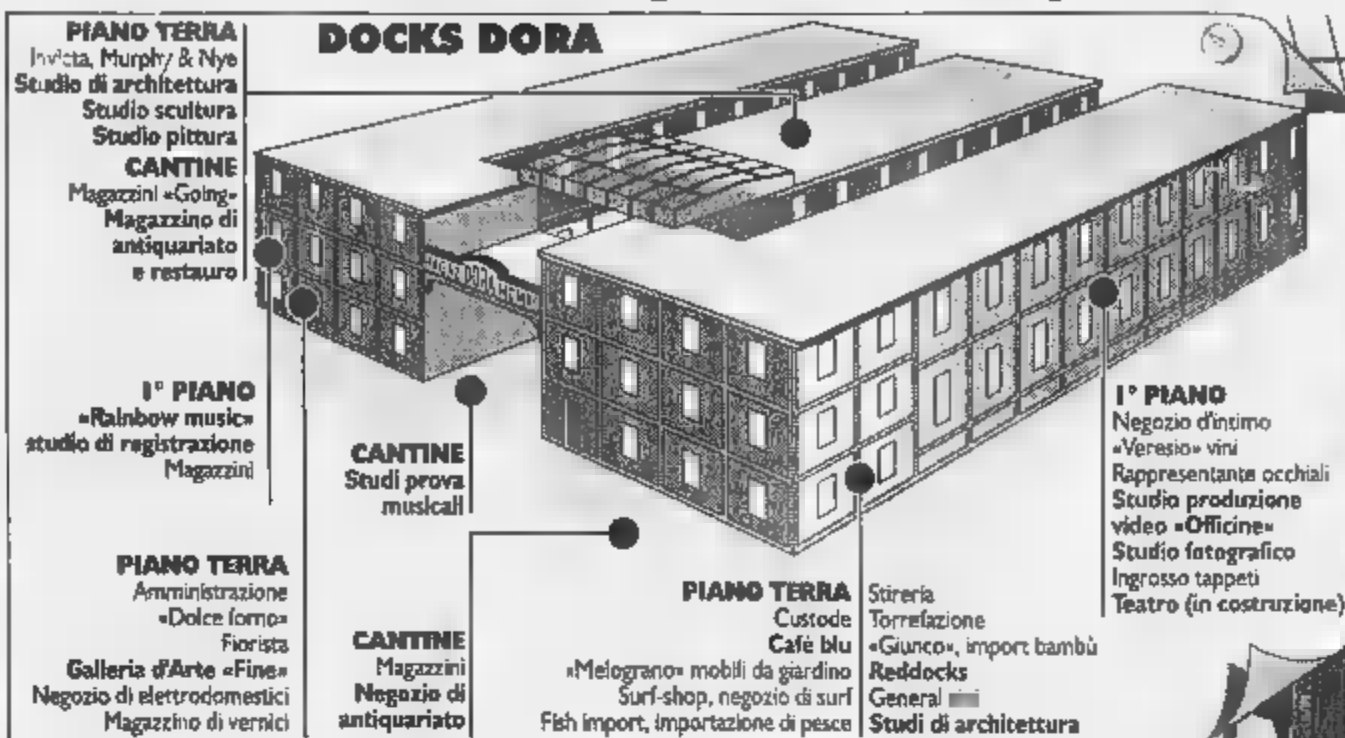 DOCKS DORA
PIANO TERRA
Invicta, Murphy & Nye
Studio di architettura
Studio scultura
Studio pittura
CANTINE
Magazzini «Going»
Magazzino di
antiquariato
e restauro
1° PIANO
«Rainbow music»
studio di registrazione
Magazzini
PIANO TERRA
Amministrazione
«Dolce forno»
Fiorista
Galleria d'Arte «Fine»
Negozio di elettrodomestici
Magazzino di vernici
CANTINE
Studi prova
musicali
CANTINE
Magazzini
Negozio di
antiquariato
PIANO TERRA
Custode
Cafè blu
«Melograno» mobili da giardino
Surf-shop, negozio di surf
Fish import, importazione di pesce
Stireria
Torrefazione
«Giunco», import bambù
Reddocks
General
Studi di architettura
1° PIANO
Negozio d'intimo
«Veresio» vini
Rappresentante occhiali
Studio produzione
video «Officine»
Studio fotografico
Ingrosso tappeti
Teatro (in costruzione)